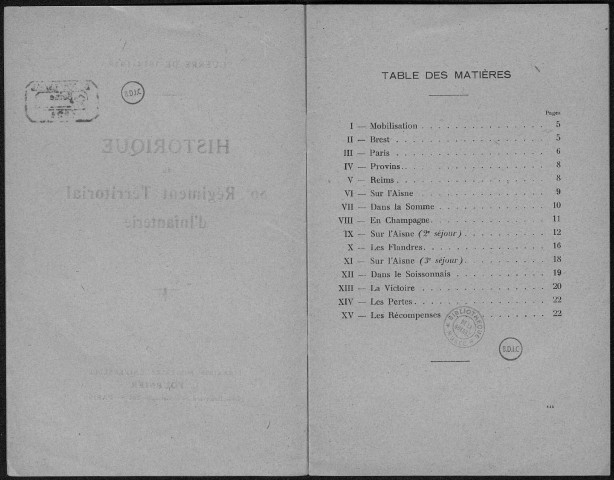 HISTORIQUE
Régiment Territorial
d'Infanterie
B.D.I.C
TABLE DES MATIÈRES
Pages
I — Mobilisation . . . . . . . . . . . . . . . . 5
II — Brest . . . . . . . . . . . . . . . . 5
III — Paris . . . . . . . . . . . . . . . . 6
IV — Provins . . . . . . . . . . . . . . . . 8
V — Reims . . . . . . . . . . . . . . . . 8
VI — Sur l'Aisne . . . . . . . . . . . . . . . . 9
VII — Dans la Somme . . . . . . . . . . . . . . . . 10
VIII — En Champagne . . . . . . . . . . . . . . . . 11
IX — Sur l'Aisne (2e séjour) . . . . . . . . . . . . 12
X — Les Flandres . . . . . . . . . . . . . . . . 16
XI — Sur l'Aisne (3e séjour) . . . . . . . . . . . . 18
XII — Dans le Soissonnais . . . . . . . . . . . . . . 19
XIII — La Victoire . . . . . . . . . . . . . . . . 20
XIV — Les Pertes . . . . . . . . . . . . . . . . 22
XV — Les Récompenses . . . . . . . . . . . . . . 22
BIBLIOTHÈQUE
B.D.I.C